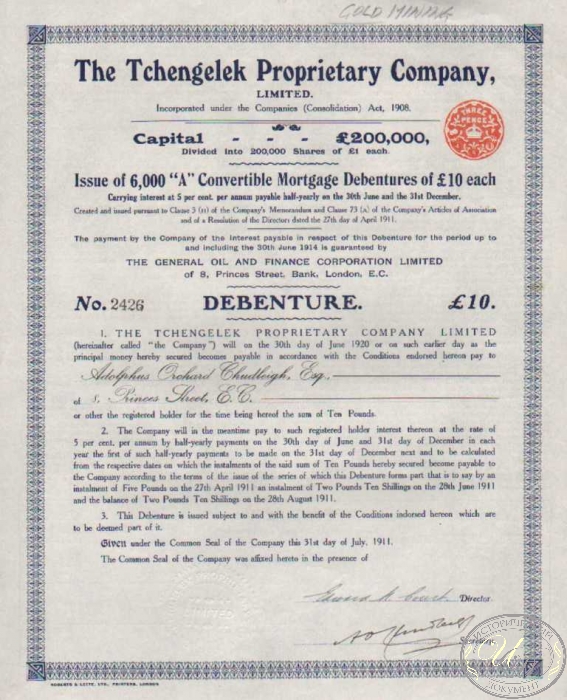 GOLD MINING
The Tchengelek Proprietary Company,
LIMITED.
Incorporated under the Companies (Consolidation) Act, 1908.
THREE PENCE
Capital - - - £200,000,
Divided into 200,000 Shares of £1 each.
Issue of 6,000 "A" Convertible Mortgage Debentures of £10 each
Carrying interest at 5 per cent. per annum payable half-yearly on the 30th June and the 31st December.
Created and issued pursuant to Clause 3 (11) of the Company's Memorandum and Clause 73 (A) of the Company's Articles of Association
and of a Resolution of the Directors dated the 27th day of April 1911.
The payment by the Company of the interest payable in respect of this Debenture for the period up to
and including the 30th June 1914 is guaranteed by
THE GENERAL OIL AND FINANCE CORPORATION LIMITED
of 8, Princes Street, Bank, London, E.C.
No. 2426 DEBENTURE. £10.
1. THE TCHENGELEK PROPRIETARY COMPANY LIMITED
(hereinafter called "the Company") will on the 30th day of June 1920 or on such earlier day as the
principal money hereby secured becomes payable in accordance with the Conditions endorsed hereon pay to
Adolphus Orchard Chudleigh, Esq.
of 8, Princes Street, E.C.
or other the registered holder for the time being hereof the sum of Ten Pounds.
2. The Company will in the meantime pay to such registered holder interest thereon at the rate of
5 per cent. per annum by half-yearly payments on the 30th day of June and 31st day of December in each
year the first of such half-yearly payments to be made on the 31st day of December next and to be calculated
from the respective dates on which the instalments of the said sum of Ten Pounds hereby secured become payable to
the Company according to the terms of the issue of the series of which this Debenture forms part that is to say by an
instalment of Five Pounds on the 27th April 1911 an instalment of Two Pounds Ten Shillings on the 28th June 1911
and the balance of Two Pounds Ten Shillings on the 28th August 1911.
3. This Debenture is issued subject to and with the benefit of the Conditions indorsed hereon which are
to be deemed part of it.
Given under the Common Seal of the Company this 31st day of July, 1911.
The Common Seal of the Company was affixed hereto in the presence of
Director.
Secretary.
ROBERTS & LEETE, LTD., PRINTERS, LONDON.
ИСТОРИЧЕСКИЙ
И
ДОКУМЕНТ